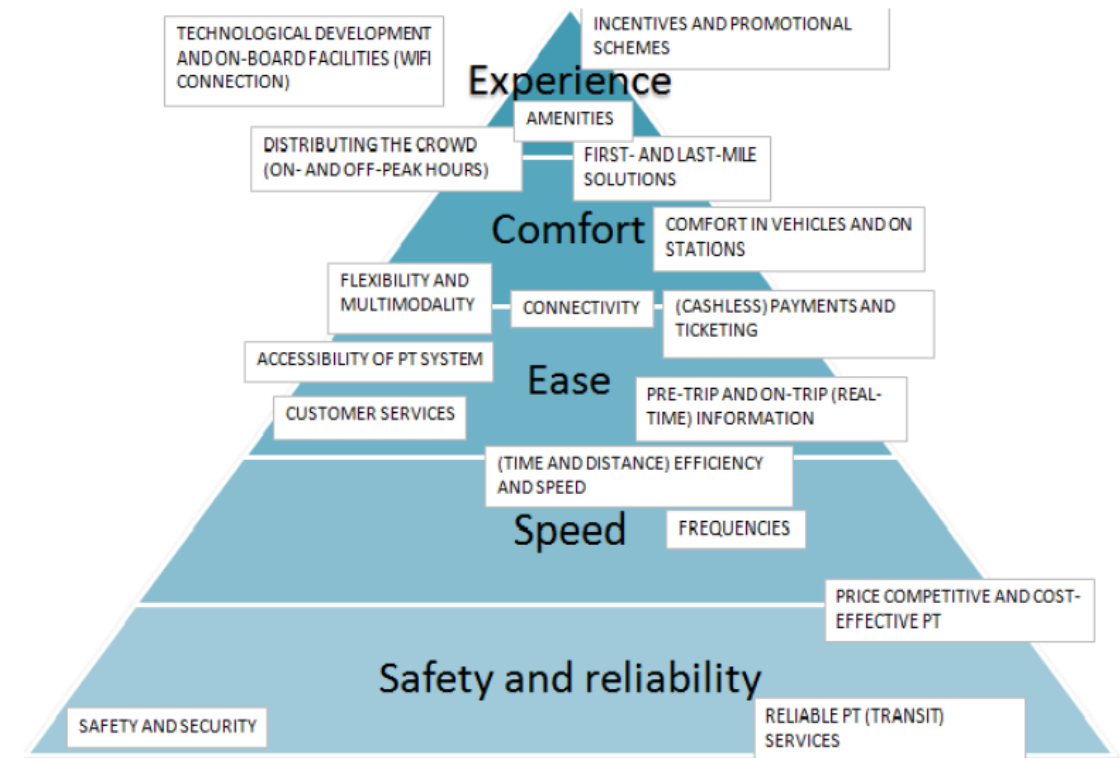 TECHNOLOGICAL DEVELOPMENT
AND ON-BOARD FACILITIES (WIFI
CONNECTION)
INCENTIVES AND PROMOTIONAL
SCHEMES
Experience
AMENITIES
DISTRIBUTING THE CROWD
(ON- AND OFF-PEAK HOURS)
FIRST- AND LAST-MILE
SOLUTIONS
Comfort
COMFORT IN VEHICLES AND ON
STATIONS
FLEXIBILITY AND
MULTIMODALITY
CONNECTIVITY
(CASHLESS) PAYMENTS AND
TICKETING
ACCESSIBILITY OF PT SYSTEM
Ease
CUSTOMER SERVICES
PRE-TRIP AND ON-TRIP (REAL-
TIME) INFORMATION
(TIME AND DISTANCE) EFFICIENCY
AND SPEED
Speed
FREQUENCIES
PRICE COMPETITIVE AND COST-
EFFECTIVE PT
Safety and reliability
SAFETY AND SECURITY
RELIABLE PT (TRANSIT)
SERVICES